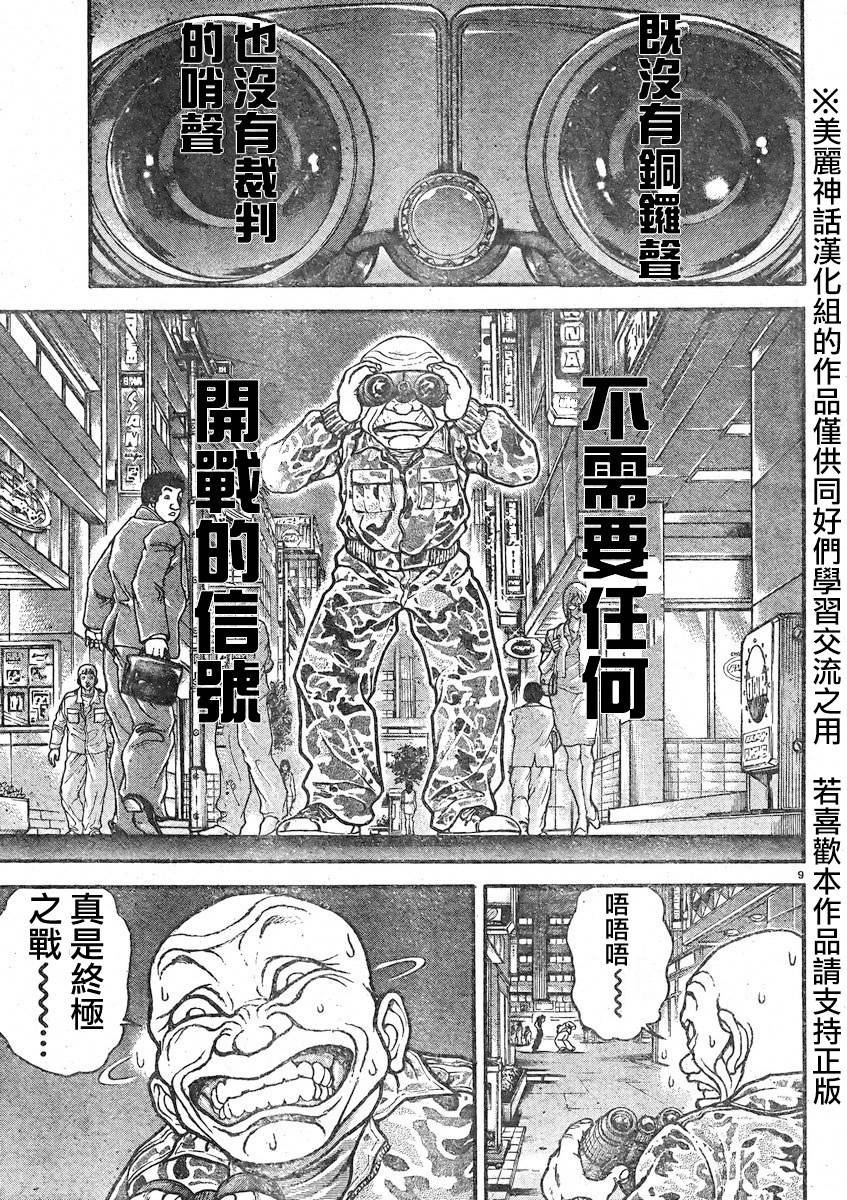 既沒有銅鑼聲
也沒有裁判
的哨聲
不需要任何
開戰的信號
9
唔唔唔～
真是終極
之戰～～～…
※美麗神話漢化組的作品僅供同好們學習交流之用 若喜歡本作品請支持正版